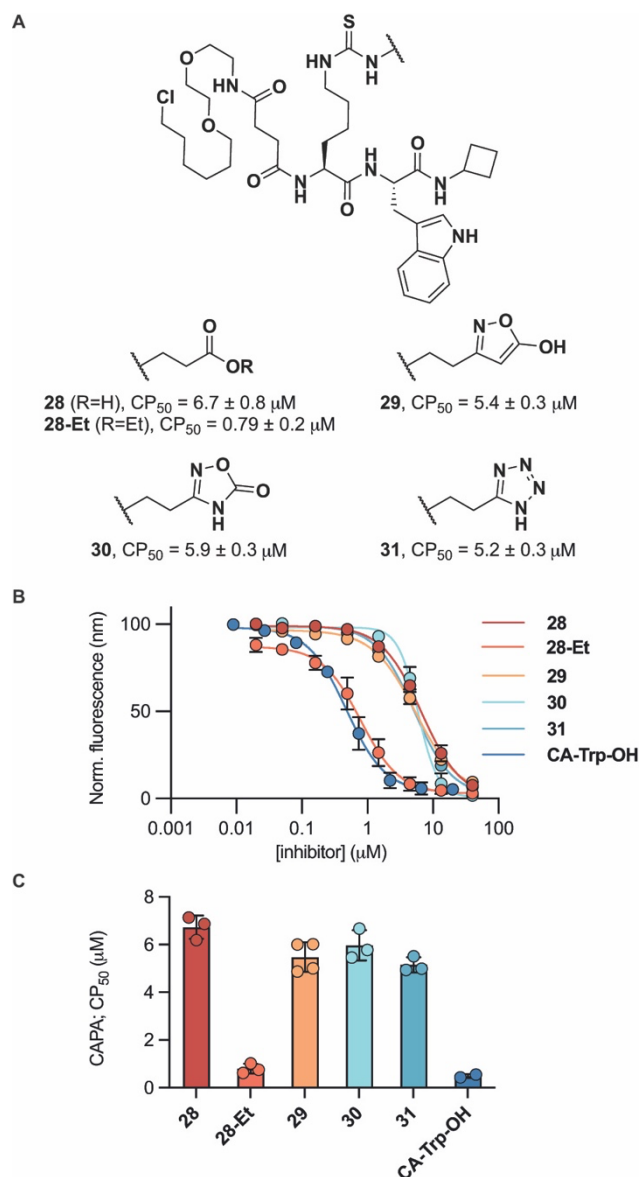 A
S
O
NH
N
H
Cl
N
H
O
O
O
N
H
O
H
N
O
O
N
H
NH
O
OR
28 (R=H), CP50 = 6.7 ± 0.8 μM
28-Et (R=Et), CP50 = 0.79 ± 0.2 μM
N
O
OH
29, CP50 = 5.4 ± 0.3 μM
N
O
O
N
H
30, CP50 = 5.9 ± 0.3 μM
N
N
N
N
H
31, CP50 = 5.2 ± 0.3 μM
B
Norm. fluorescence (nm)
100
50
0
0.001 0.01 0.1 1 10 100
[inhibitor] (μM)
28
28-Et
29
30
31
CA-Trp-OH
C
CAPA; CP50 (μM)
8
6
4
2
0
28 28-Et 29 30 31 CA-Trp-OH